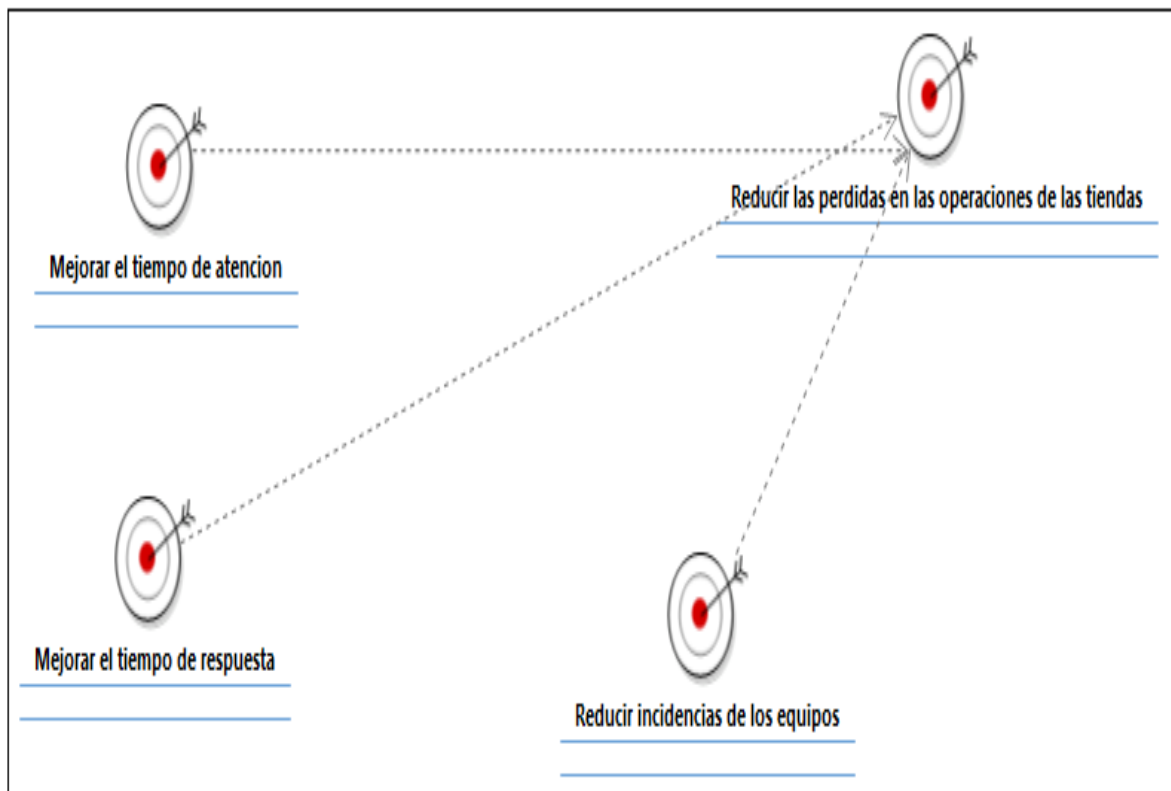 Reducir las perdidas en las operaciones de las tiendas
Mejorar el tiempo de atencion
Mejorar el tiempo de respuesta
Reducir incidencias de los equipos